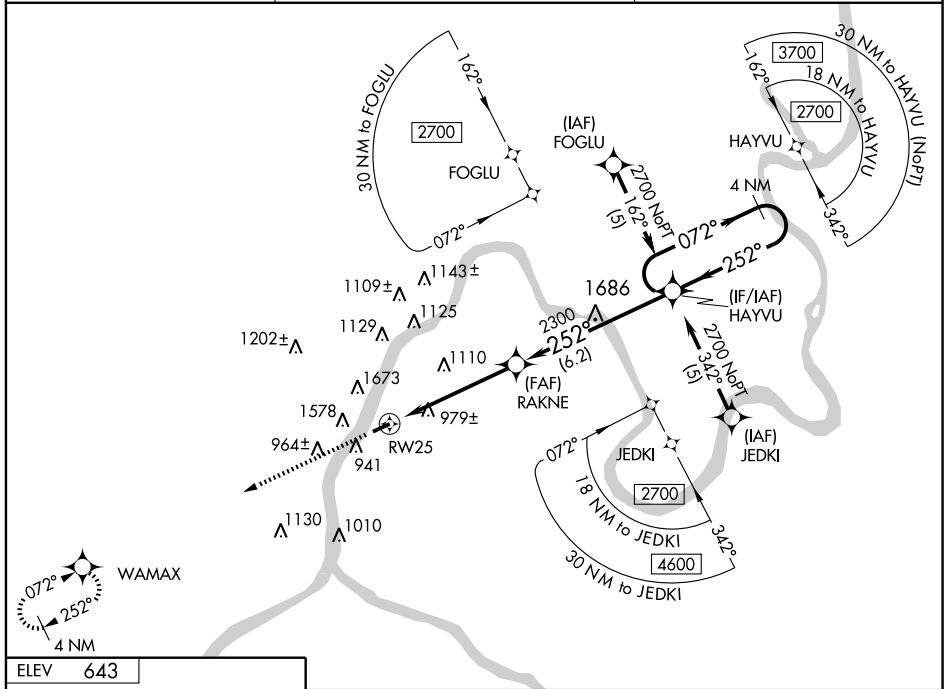 30 NM to FOGLU
162°
2700
FOGLU
072°
(IAF)
FOGLU
2700 NoPT
162°
(5)
3700
30 NM to HAYVU (NoPT)
162°
18 NM to HAYVU
2700
HAYVU
342°
4 NM
072°
252°
(IF/IAF)
HAYVU
1686
2300
252°
(6.2)
(FAF)
RAKNE
2700 NoPT
342°
(5)
(IAF)
JEDKI
1143±
1109±
1125
1129
1202±
1110
1673
1578
979±
964±
941
RW25
1130
1010
072°
JEDKI
2700
18 NM to JEDKI
342°
4600
30 NM to JEDKI
072°
WAMAX
252°
4 NM
ELEV 643